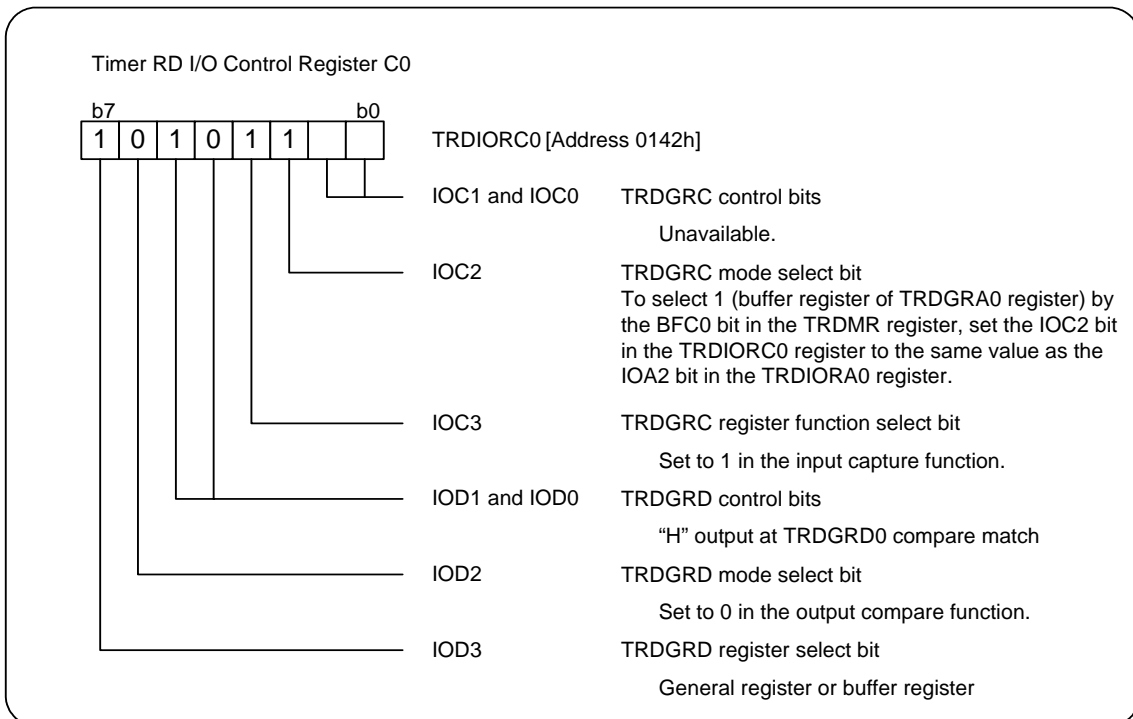 Timer RD I/O Control Register C0
b7 b0
1 0 1 0 1 1
TRDIORC0 [Address 0142h]
IOC1 and IOC0 TRDGRC control bits
Unavailable.
IOC2 TRDGRC mode select bit
To select 1 (buffer register of TRDGRA0 register) by
the BFC0 bit in the TRDMR register, set the IOC2 bit
in the TRDIORC0 register to the same value as the
IOA2 bit in the TRDIORA0 register.
IOC3 TRDGRC register function select bit
Set to 1 in the input capture function.
IOD1 and IOD0 TRDGRD control bits
“H” output at TRDGRD0 compare match
IOD2 TRDGRD mode select bit
Set to 0 in the output compare function.
IOD3 TRDGRD register select bit
General register or buffer register